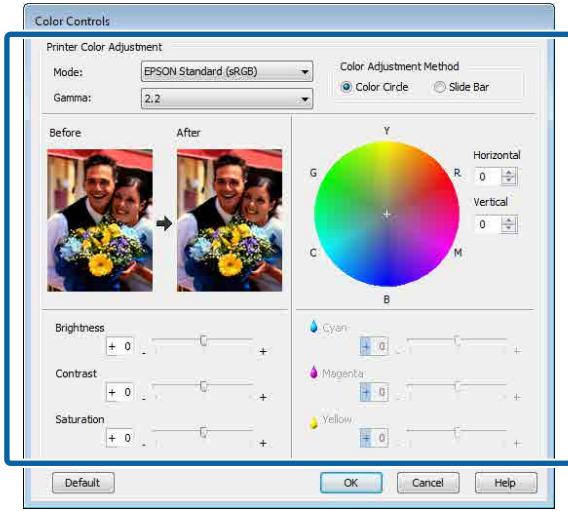 Color Controls
Printer Color Adjustment
Mode: EPSON Standard (sRGB)
Color Adjustment Method
Color Circle Slide Bar
Gamma: 2.2
Before After
Y
G R
C M
B
Horizontal
0
Vertical
0
Brightness
+ 0 - +
Contrast
+ 0 - +
Saturation
+ 0 - +
Cyan
+ 0 - +
Magenta
+ 0 - +
Yellow
+ 0 - +
Default OK Cancel Help